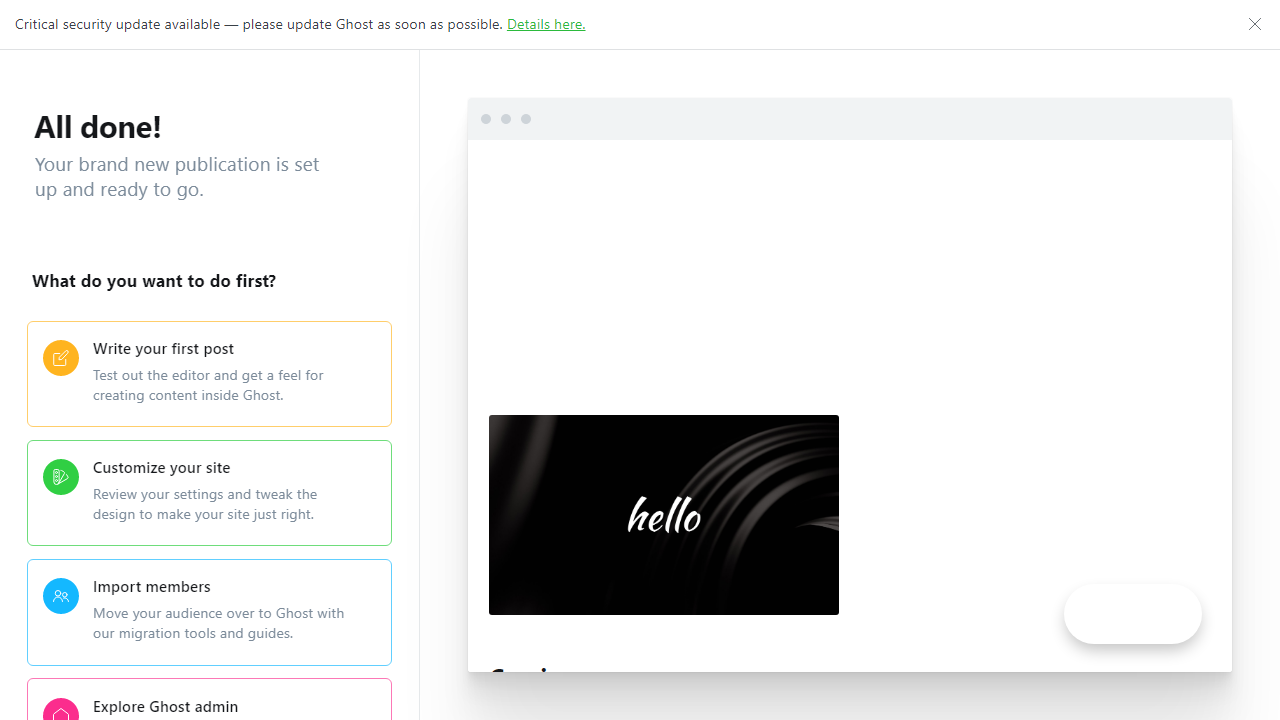 Critical security update available — please update Ghost as soon as possible. Details here.
All done!
Your brand new publication is set
up and ready to go.
What do you want to do first?
Write your first post
Test out the editor and get a feel for
creating content inside Ghost.
Customize your site
Review your settings and tweak the
design to make your site just right.
Import members
Move your audience over to Ghost with
our migration tools and guides.
Explore Ghost admin
hello